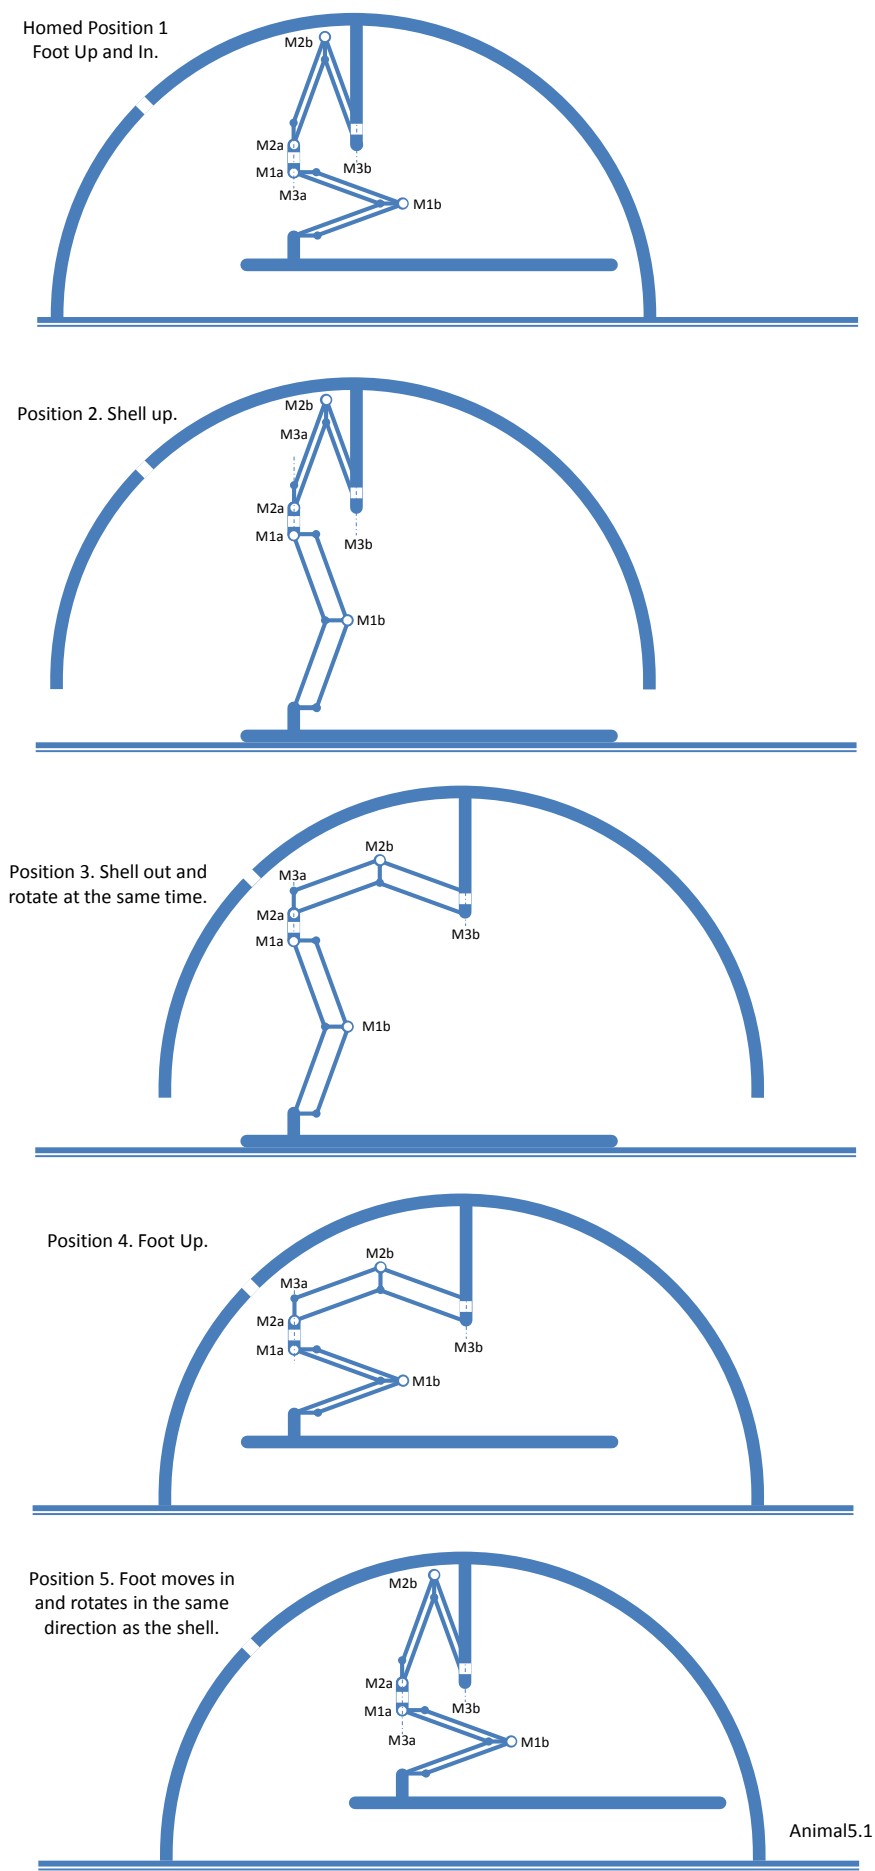 Homed Position 1
Foot Up and In.
M2b
M2a
M3b
M1a
M3a
M1b
Position 2. Shell up.
M2b
M3a
M2a
M1a
M3b
M1b
Position 3. Shell out and
rotate at the same time.
M2b
M3a
M2a
M3b
M1a
M1b
Position 4. Foot Up.
M2b
M3a
M2a
M3b
M1a
M1b
Position 5. Foot moves in
and rotates in the same
direction as the shell.
M2b
M2a
M3b
M1a
M3a
M1b
Animal5.1